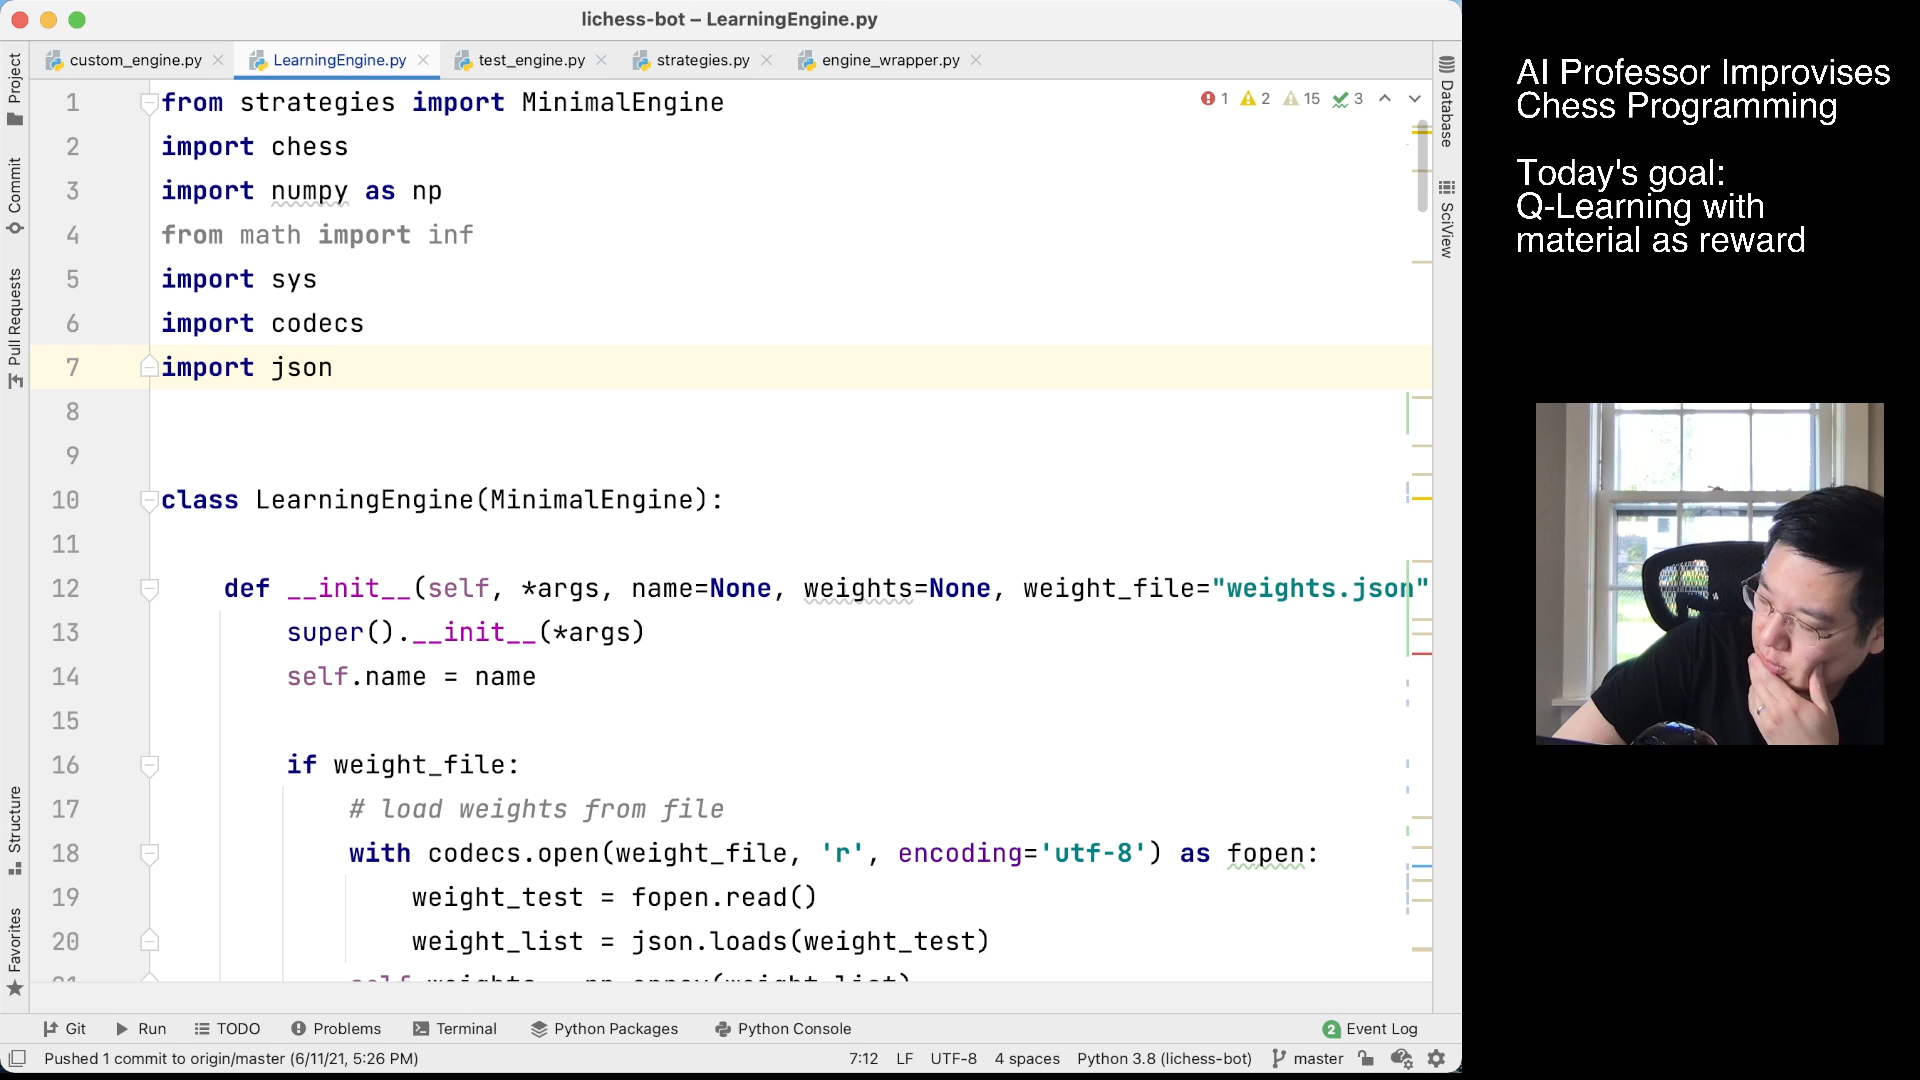 lichess-bot – LearningEngine.py
custom_engine.py
LearningEngine.py
test_engine.py
strategies.py
engine_wrapper.py
Project
Commit
Pull Requests
Structure
Favorites
1 from strategies import MinimalEngine
2 import chess
3 import numpy as np
4 from math import inf
5 import sys
6 import codecs
7 import json
8
9
10 class LearningEngine(MinimalEngine):
11
12 def __init__(self, *args, name=None, weights=None, weight_file="weights.json"
13 super().__init__(*args)
14 self.name = name
15
16 if weight_file:
17 # load weights from file
18 with codecs.open(weight_file, 'r', encoding='utf-8') as fopen:
19 weight_test = fopen.read()
20 weight_list = json.loads(weight_test)
21 self.weights = np.array(weight_list)
1 2 15 3
Database
SciView
Git
Run
TODO
Problems
Terminal
Python Packages
Python Console
2 Event Log
Pushed 1 commit to origin/master (6/11/21, 5:26 PM)
7:12
LF
UTF-8
4 spaces
Python 3.8 (lichess-bot)
master
AI Professor Improvises
Chess Programming
Today's goal:
Q-Learning with
material as reward